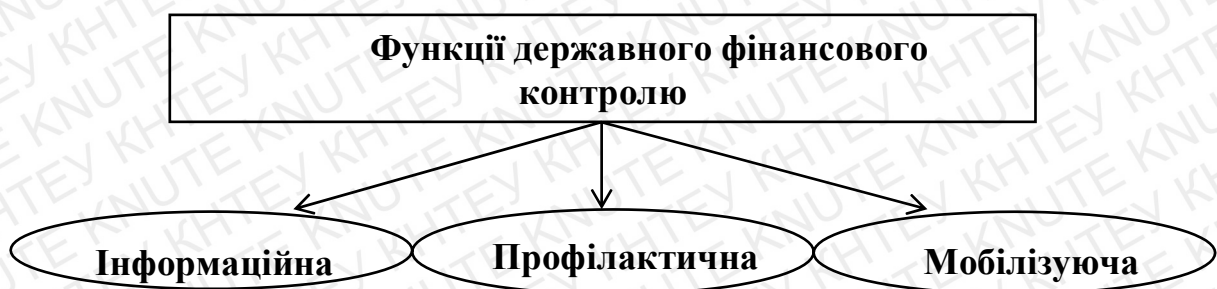 Функції державного фінансового
контролю
Інформаційна
Профілактична
Мобілізуюча